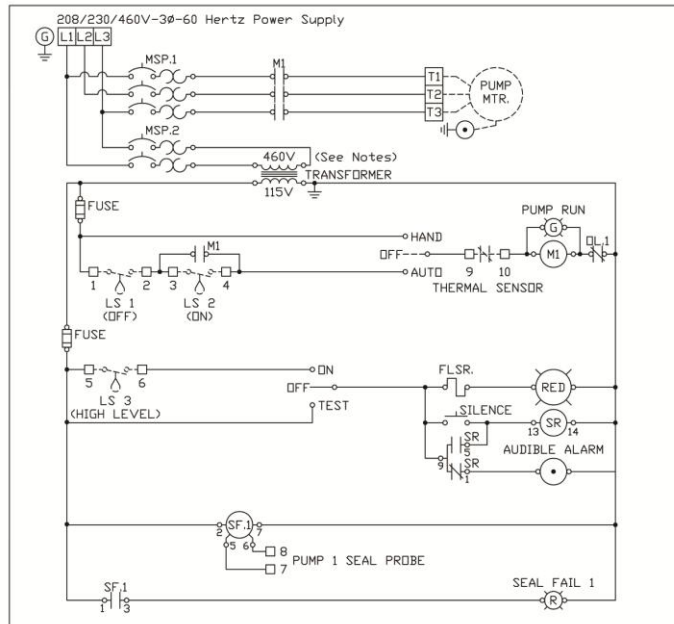 208/230/460V-3ø-60 Hertz Power Supply
G L1 L2 L3
MSP.1
M1
T1
T2
T3
PUMP
MTR.
MSP.2
460V (See Notes)
TRANSFORMER
115V
FUSE
HAND
PUMP RUN
G
M1
OFF
9 10
M1
OL.1
AUTO
THERMAL SENSOR
1 2 3 4
LS 1
(OFF)
LS 2
(ON)
FUSE
5 6
LS 3
(HIGH LEVEL)
ON
OFF
TEST
FLSR.
RED
SILENCE
13 SR 14
SR
5
9
SR
1
AUDIBLE ALARM
2 SF.1 7
5 6
8
7
PUMP 1 SEAL PROBE
SF.1
1 3
SEAL FAIL 1
R